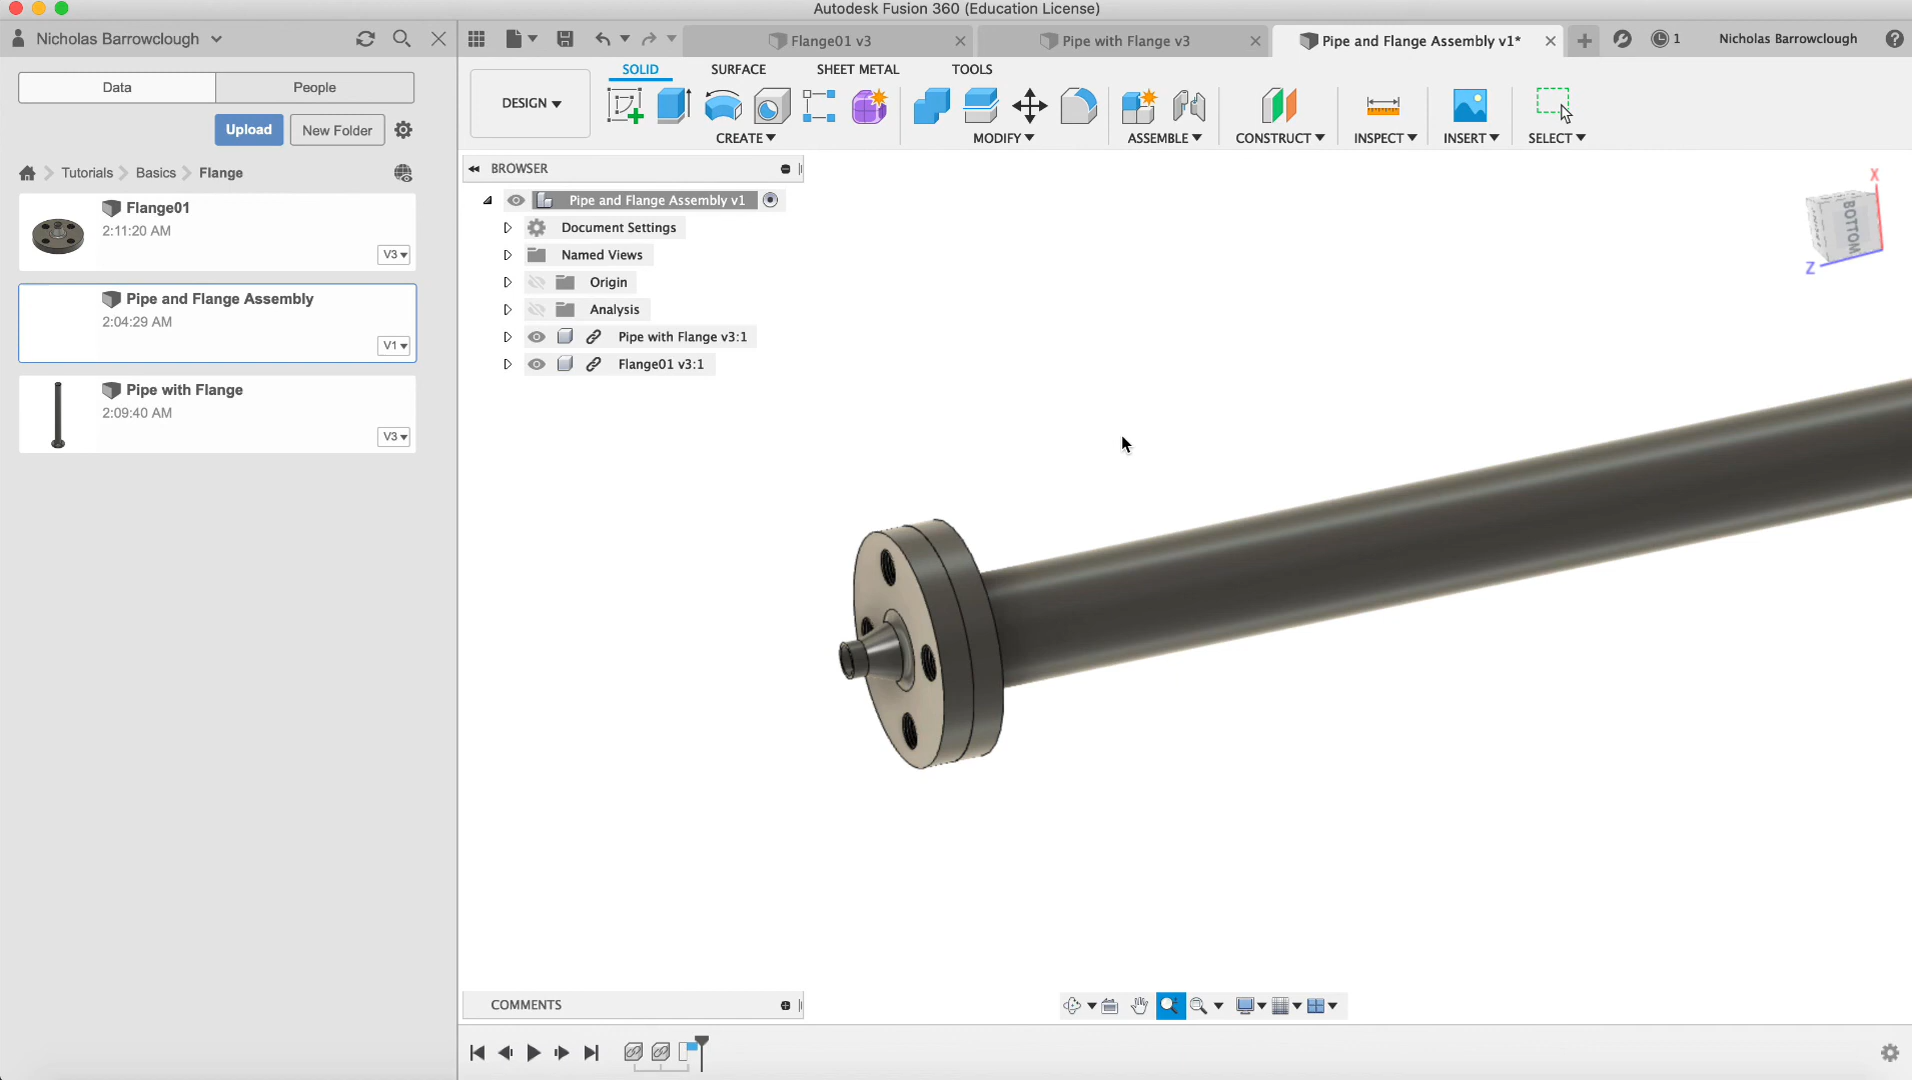 Autodesk Fusion 360 (Education License)
Nicholas Barrowclough
Flange01 v3
Pipe with Flange v3
Pipe and Flange Assembly v1*
1
Nicholas Barrowclough
Data
People
Upload
New Folder
Tutorials
Basics
Flange
Flange01
2:11:20 AM
V3
Pipe and Flange Assembly
2:04:29 AM
V1
Pipe with Flange
2:09:40 AM
V3
DESIGN
SOLID
SURFACE
SHEET METAL
TOOLS
CREATE
MODIFY
ASSEMBLE
CONSTRUCT
INSPECT
INSERT
SELECT
BROWSER
Pipe and Flange Assembly v1
Document Settings
Named Views
Origin
Analysis
Pipe with Flange v3:1
Flange01 v3:1
X
BOTTOM
Z
COMMENTS